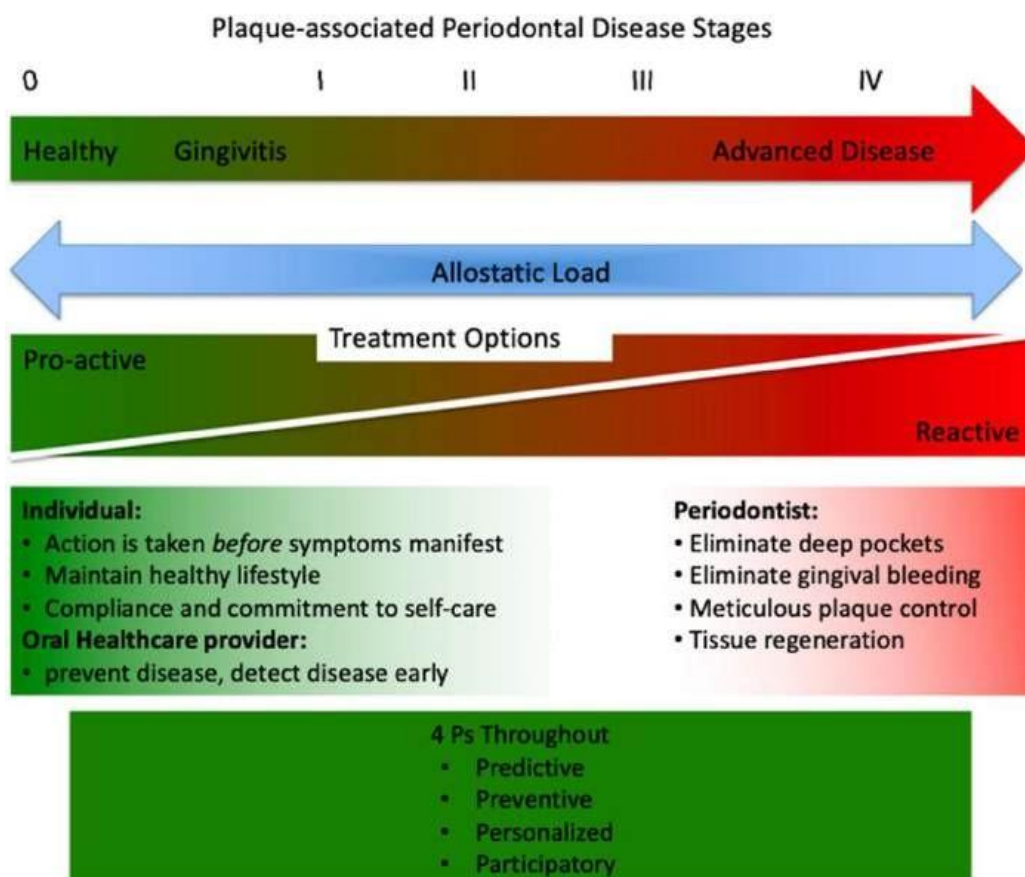 Plaque-associated Periodontal Disease Stages
0 I II III IV
Healthy Gingivitis Advanced Disease
Allostatic Load
Treatment Options
Pro-active
Reactive
Individual:
• Action is taken before symptoms manifest
• Maintain healthy lifestyle
• Compliance and commitment to self-care
Oral Healthcare provider:
• prevent disease, detect disease early
Periodontist:
• Eliminate deep pockets
• Eliminate gingival bleeding
• Meticulous plaque control
• Tissue regeneration
4 Ps Throughout
• Predictive
• Preventive
• Personalized
• Participatory